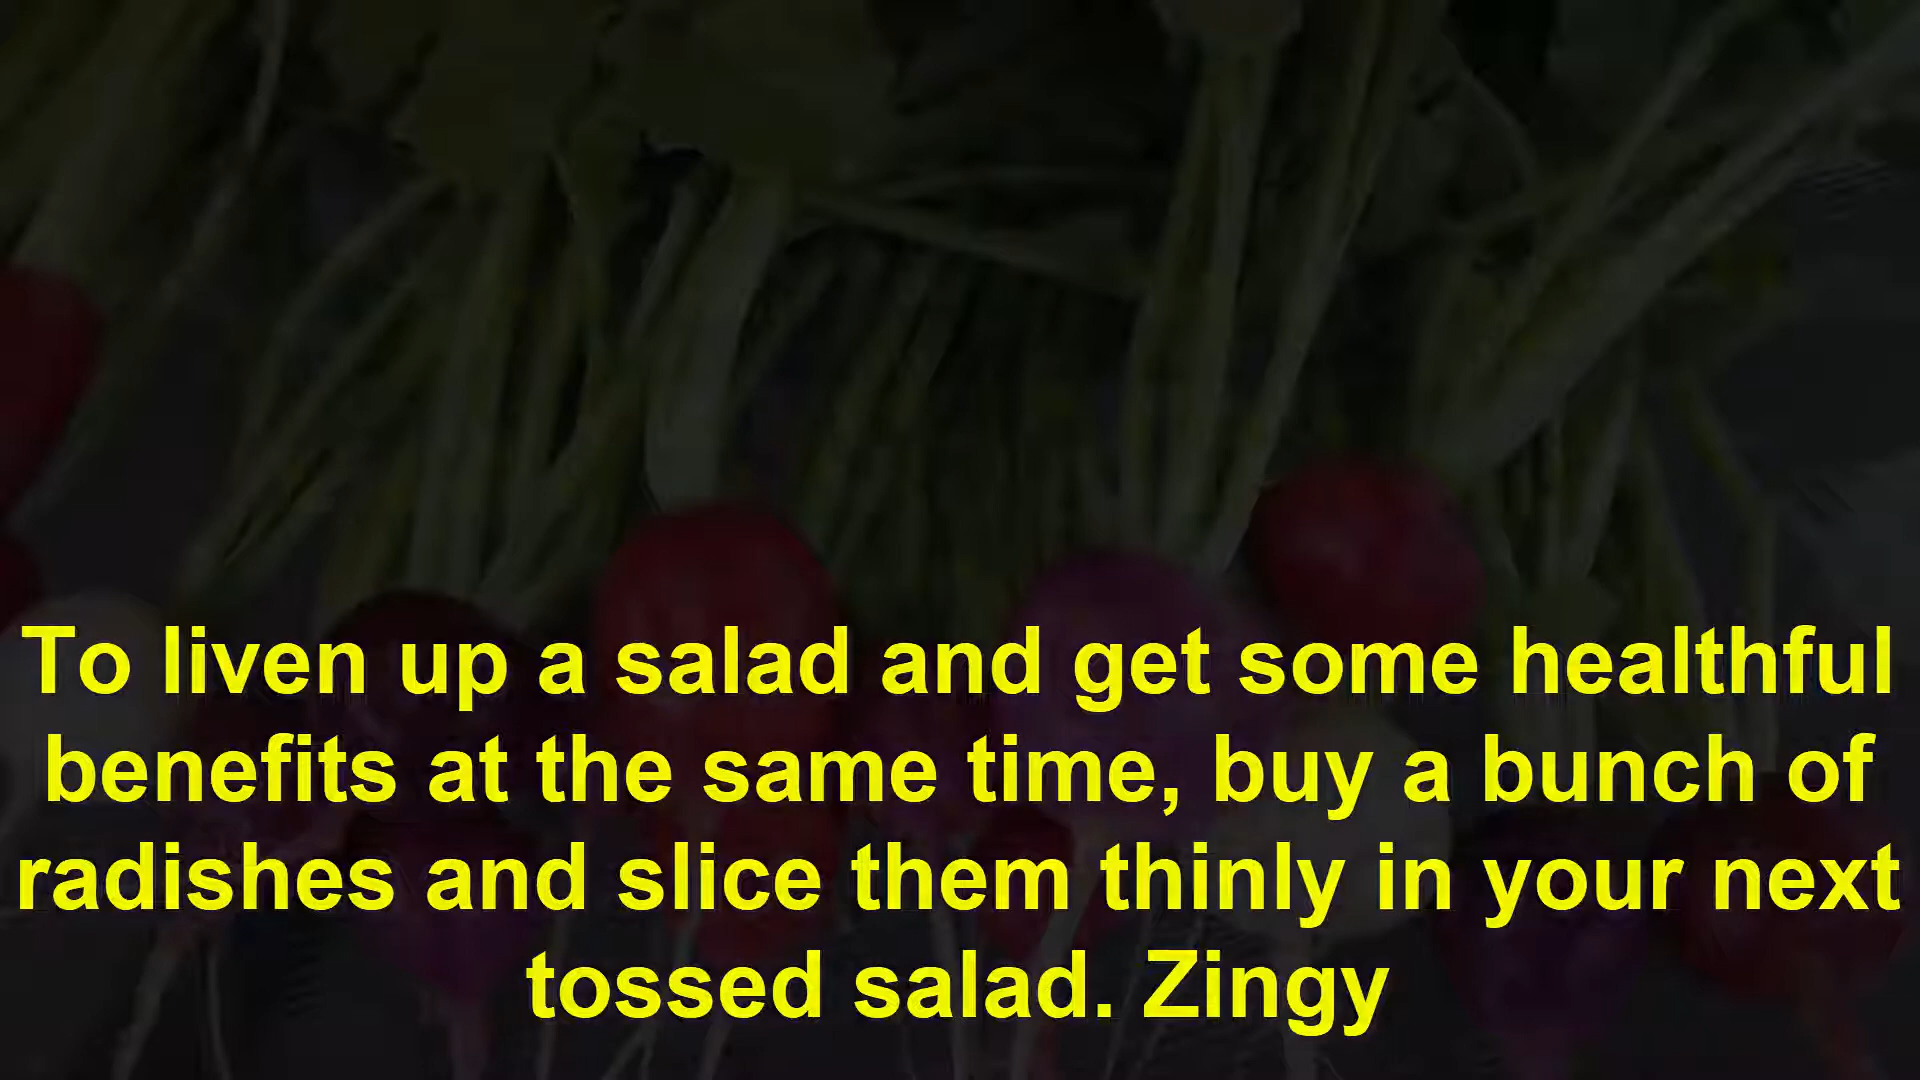 To liven up a salad and get some healthful
benefits at the same time, buy a bunch of
radishes and slice them thinly in your next
tossed salad. Zingy